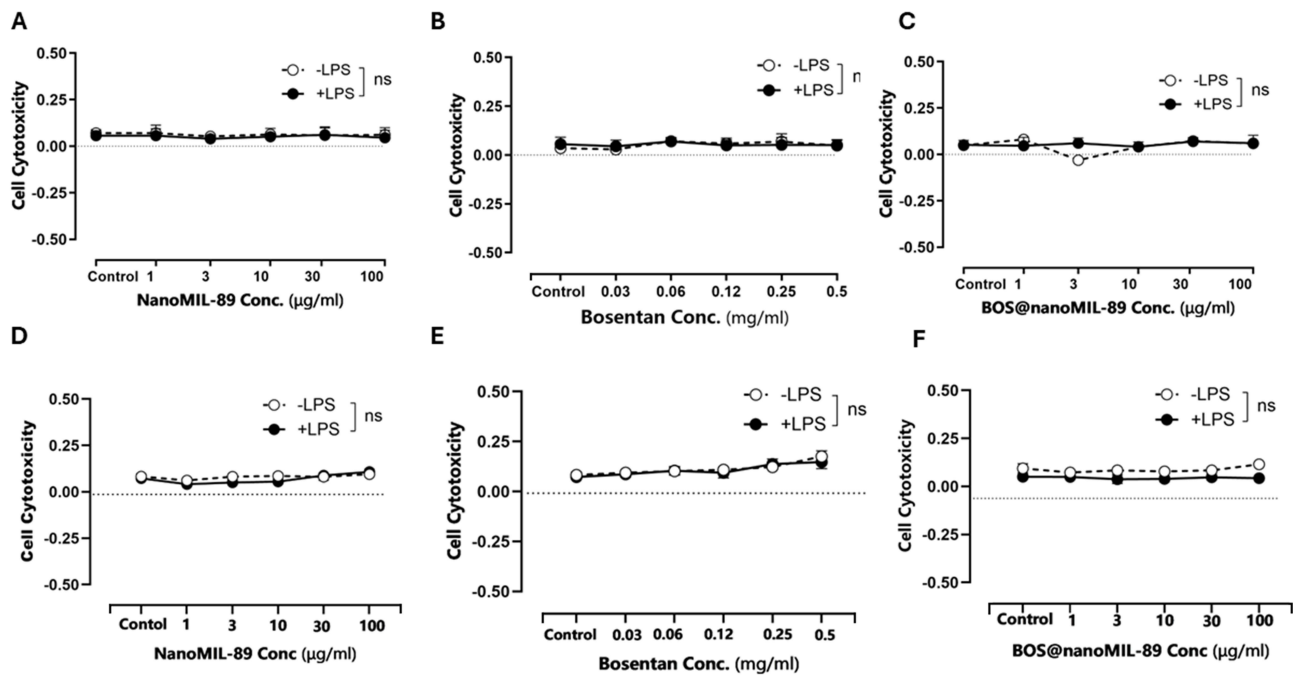 A
0.50
0.25
0.00
-0.25
-0.50
Cell Cytotoxicity
-LPS
+LPS
ns
Control 1 3 10 30 100
NanoMIL-89 Conc. (µg/ml)
B
0.50
0.25
0.00
-0.25
-0.50
Cell Cytotoxicity
-LPS
+LPS
Control 0.03 0.06 0.12 0.25 0.5
Bosentan Conc. (mg/ml)
C
0.50
0.25
0.00
-0.25
-0.50
Cell Cytotoxicity
-LPS
+LPS
ns
Control 1 3 10 30 100
BOS@nanoMIL-89 Conc. (µg/ml)
D
0.50
0.25
0.00
-0.25
-0.50
Cell Cytotoxicity
-LPS
+LPS
ns
Contol 1 3 10 30 100
NanoMIL-89 Conc (µg/ml)
E
0.50
0.25
0.00
-0.25
-0.50
Cell Cytotoxicity
-LPS
+LPS
ns
Control 0.03 0.06 0.12 0.25 0.5
Bosentan Conc. (mg/ml)
F
0.50
0.25
0.00
-0.25
-0.50
Cell Cytotoxicity
-LPS
+LPS
ns
Control 1 3 10 30 100
BOS@nanoMIL-89 Conc (µg/ml)